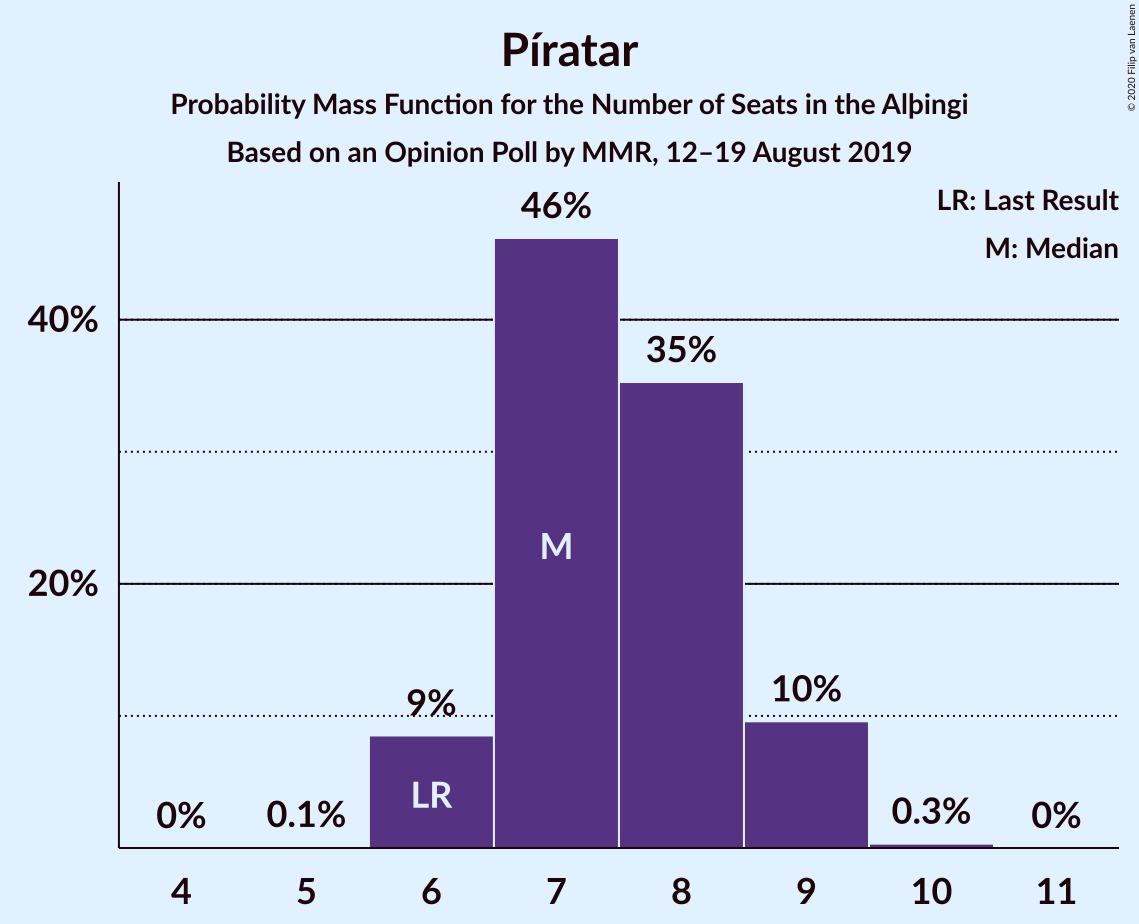 Píratar
Probability Mass Function for the Number of Seats in the Alþingi
Based on an Opinion Poll by MMR, 12–19 August 2019
© 2020 Filip van Laenen
LR: Last Result
M: Median
46%
40%
35%
M
20%
9%
10%
LR
0%
0.1%
0.3%
0%
4 5 6 7 8 9 10 11